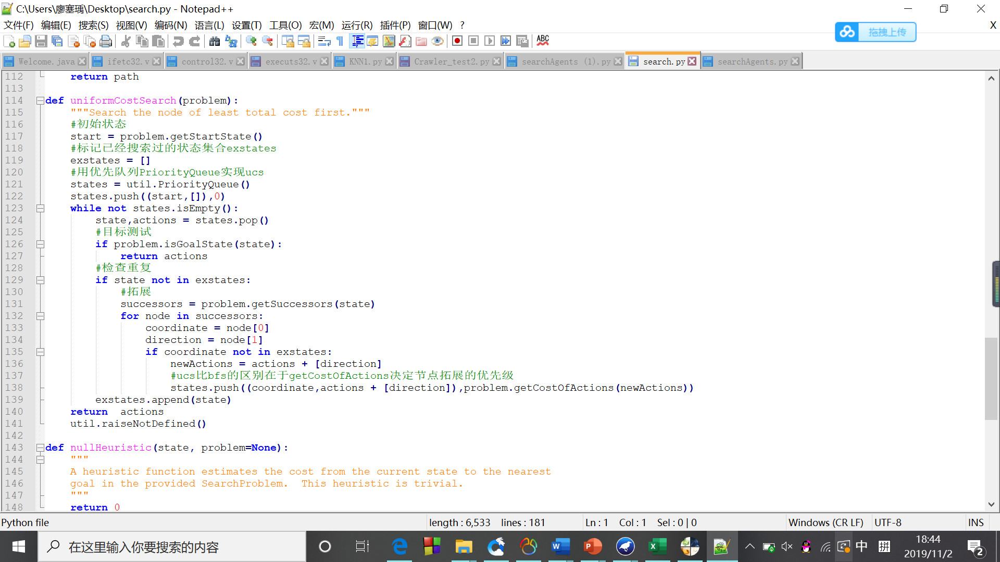 C:\Users\廖塞瑀\Desktop\search.py - Notepad++
文件(F) 编辑(E) 搜索(S) 视图(V) 编码(N) 语言(L) 设置(T) 工具(O) 宏(M) 运行(R) 插件(P) 窗口(W) ?
X
拖拽上传
ABC
Welcome.java ifetc32.v control32.v executs32.v KNN1.py Crawler_test2.py searchAgents (1).py search.py searchAgents.py
112     return path
113
114 def uniformCostSearch(problem):
115     """Search the node of least total cost first."""
116     #初始状态
117     start = problem.getStartState()
118     #标记已经搜索过的状态集合exstates
119     exstates = []
120     #用优先队列PriorityQueue实现ucs
121     states = util.PriorityQueue()
122     states.push((start,[]),0)
123     while not states.isEmpty():
124         state,actions = states.pop()
125         #目标测试
126         if problem.isGoalState(state):
127             return actions
128         #检查重复
129         if state not in exstates:
130             #拓展
131             successors = problem.getSuccessors(state)
132             for node in successors:
133                 coordinate = node[0]
134                 direction = node[1]
135                 if coordinate not in exstates:
136                     newActions = actions + [direction]
137                     #ucs比bfs的区别在于getCostOfActions决定节点拓展的优先级
138                     states.push((coordinate,actions + [direction]),problem.getCostOfActions(newActions))
139         exstates.append(state)
140     return  actions
141     util.raiseNotDefined()
142
143 def nullHeuristic(state, problem=None):
144     """
145     A heuristic function estimates the cost from the current state to the nearest
146     goal in the provided SearchProblem.  This heuristic is trivial.
147     """
148     return 0
Python file length : 6,533 lines : 181 Ln : 1 Col : 1 Sel : 0 | 0 Windows (CR LF) UTF-8 INS
在这里输入你要搜索的内容
中
拼
18:44
2019/11/2
2